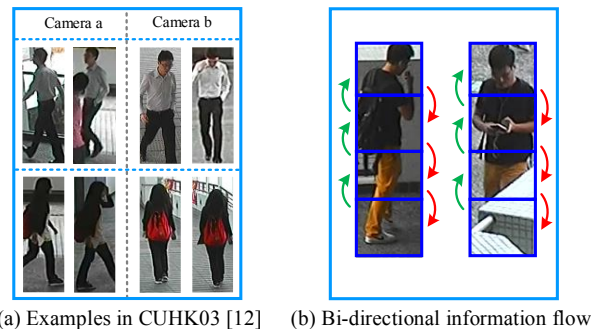 Camera a
Camera b
(a) Examples in CUHK03 [12]
(b) Bi-directional information flow